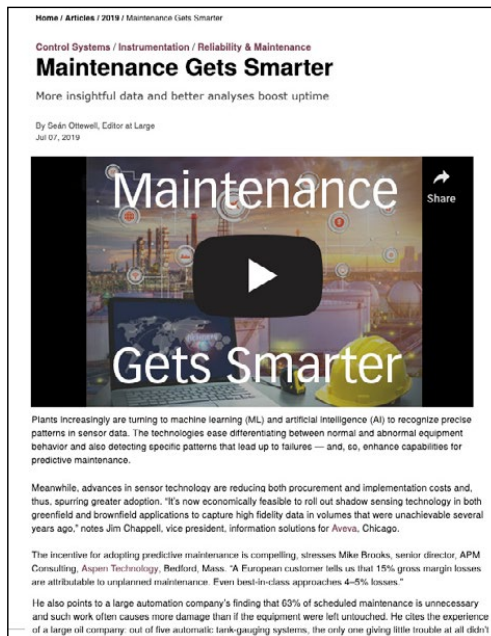 Home / Articles / 2019 / Maintenance Gets Smarter
Control Systems / Instrumentation / Reliability & Maintenance
Maintenance Gets Smarter
More insightful data and better analyses boost uptime
By Seán Ottewell, Editor at Large
Jul 07, 2019
Maintenance
Share
Gets Smarter
Plants increasingly are turning to machine learning (ML) and artificial intelligence (AI) to recognize precise
patterns in sensor data. The technologies ease differentiating between normal and abnormal equipment
behavior and also detecting specific patterns that lead up to failures — and, so, enhance capabilities for
predictive maintenance.
Meanwhile, advances in sensor technology are reducing both procurement and implementation costs and,
thus, spurring greater adoption. “It’s now economically feasible to roll out shadow sensing technology in both
greenfield and brownfield applications to capture high fidelity data in volumes that were unachievable several
years ago,” notes Jim Chappell, vice president, information solutions for Aveva, Chicago.
The incentive for adopting predictive maintenance is compelling, stresses Mike Brooks, senior director, APM
Consulting, Aspen Technology, Bedford, Mass. “A European customer tells us that 15% gross margin losses
are attributable to unplanned maintenance. Even best-in-class approaches 4–5% losses.”
He also points to a large automation company’s finding that 63% of scheduled maintenance is unnecessary
and such work often causes more damage than if the equipment were left untouched. He cites the experience
of a large oil company: out of five automatic tank-gauging systems, the only one giving little trouble at all didn’t